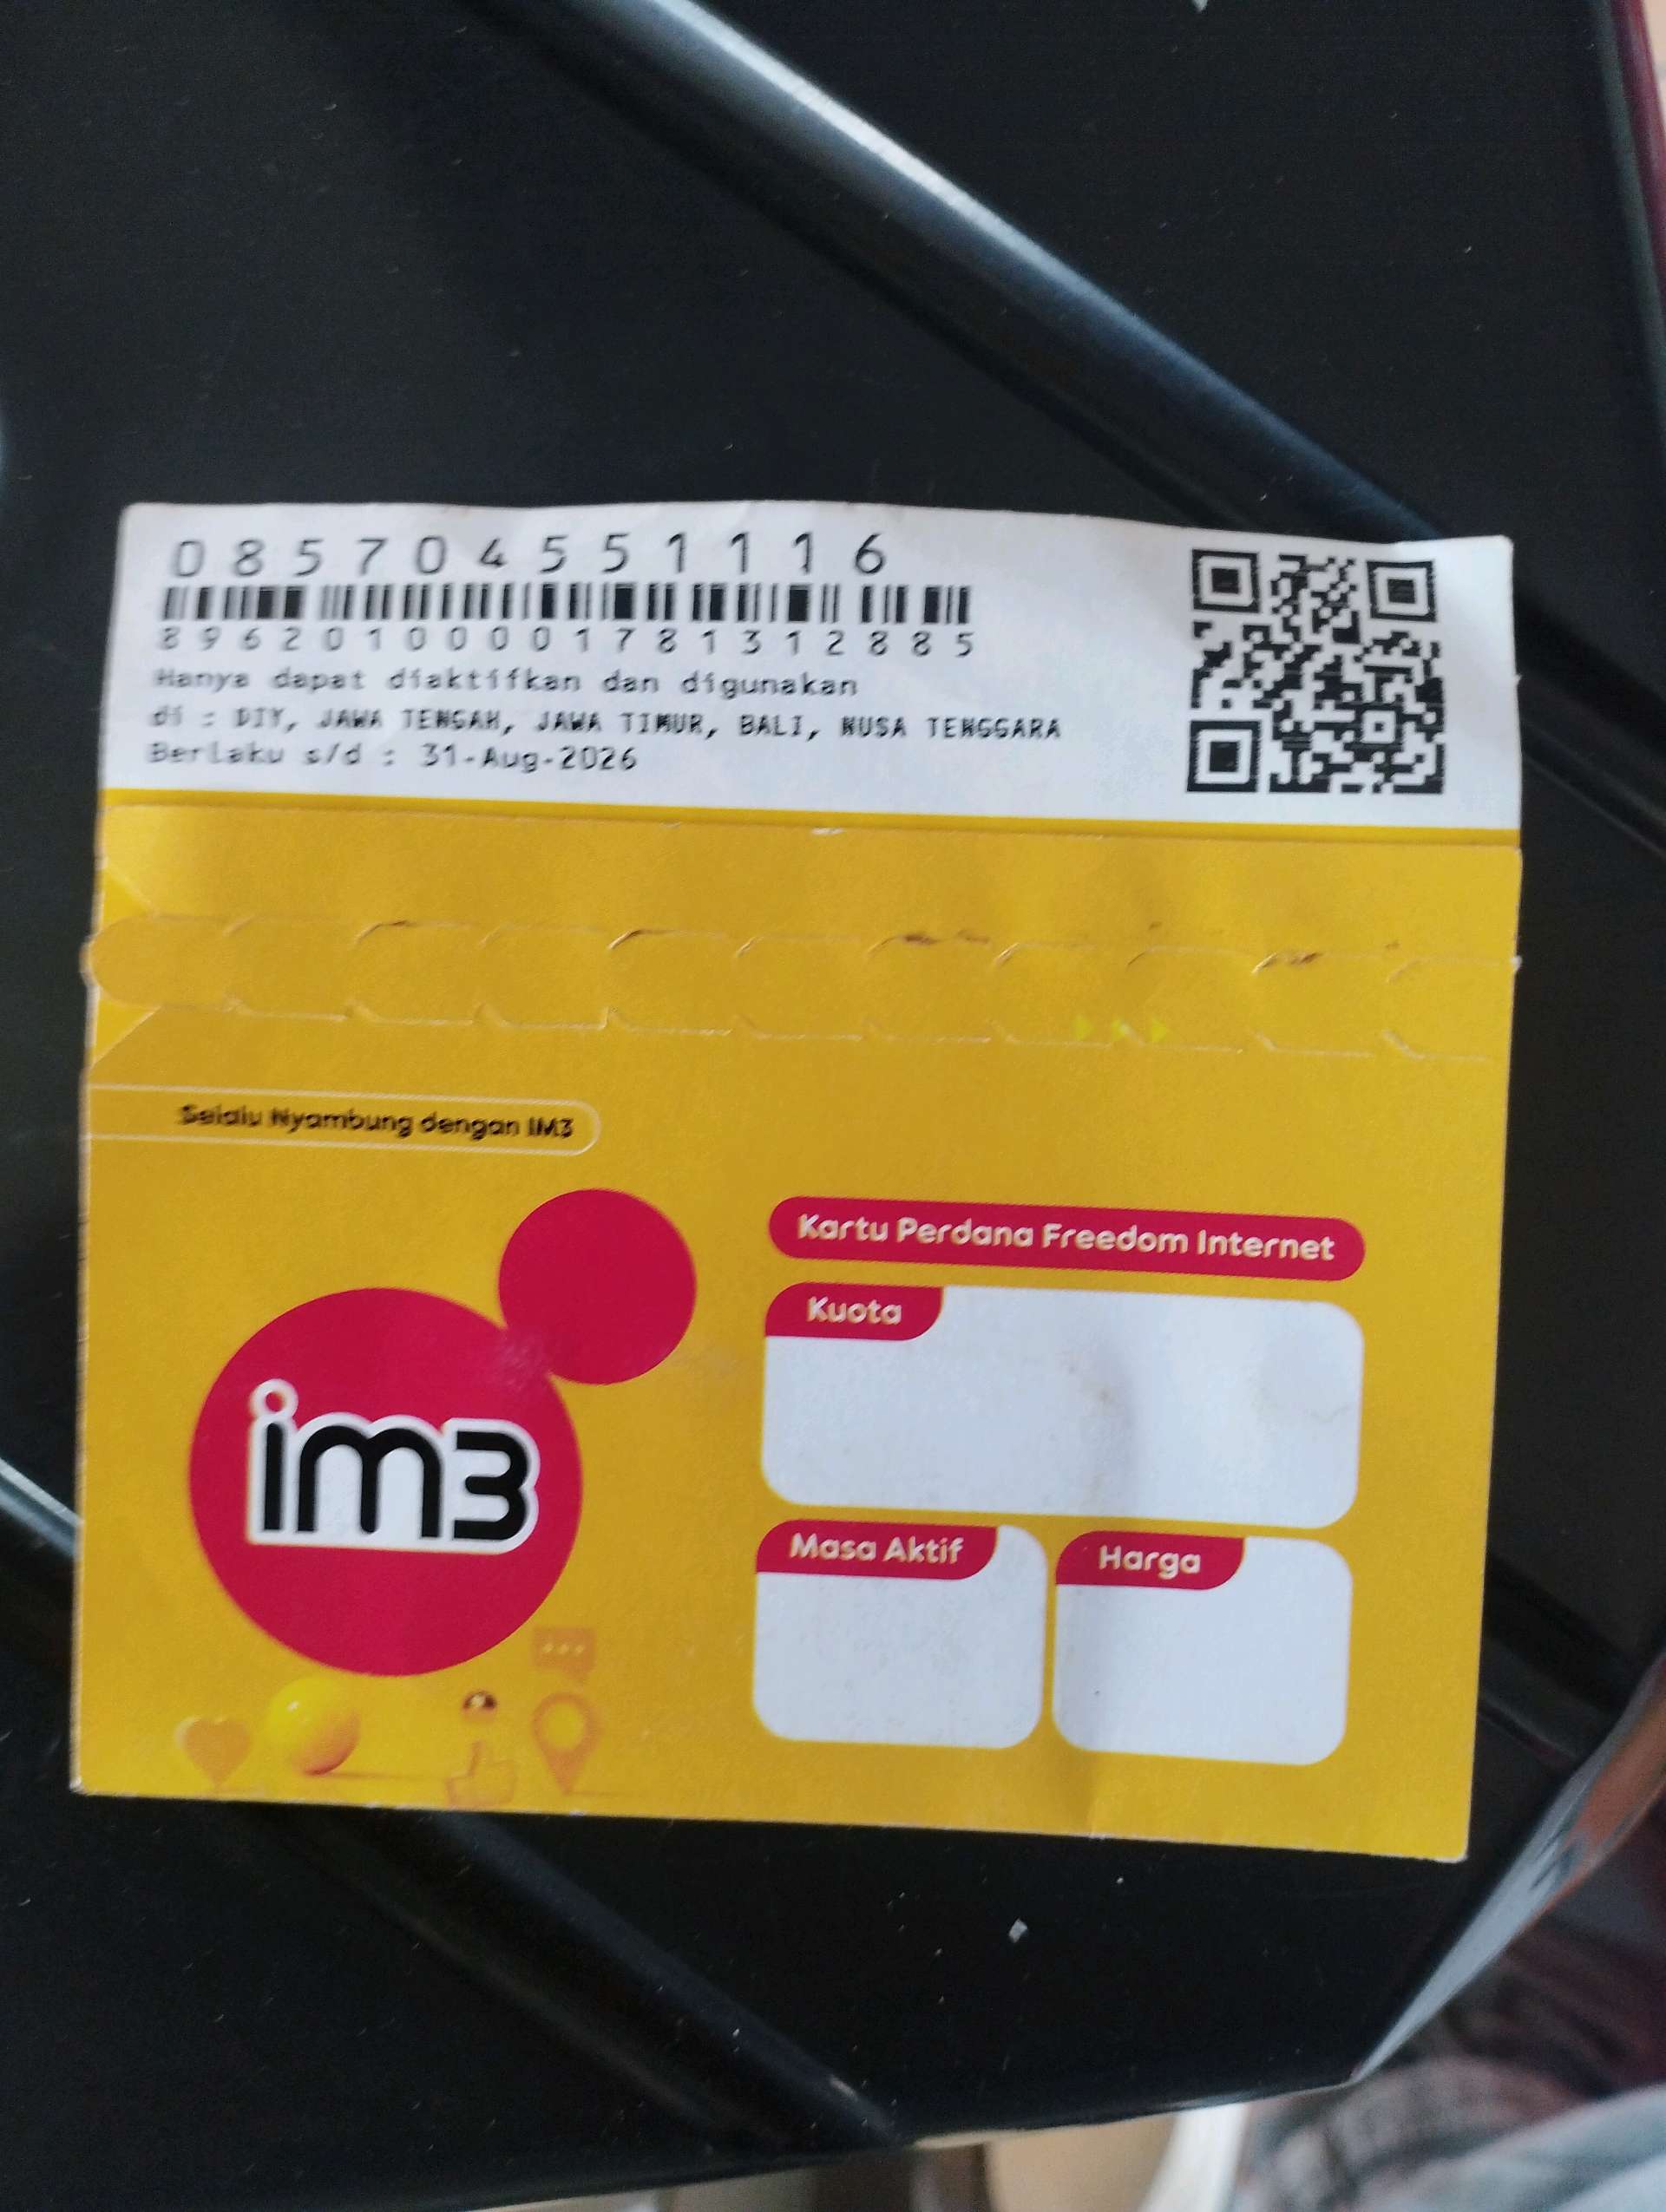 085704551116
8962010000178131288 5
Hanya dapat diaktifkan dan digunakan
di : DIY, JAWA TENGAH, JAWA TIMUR, BALI, NUSA TENGGARA
Berlaku s/d : 31-Aug-2026
Selalu Nyambung dengan IM3
im3
Kartu Perdana Freedom Internet
Kuota
Masa Aktif
Harga